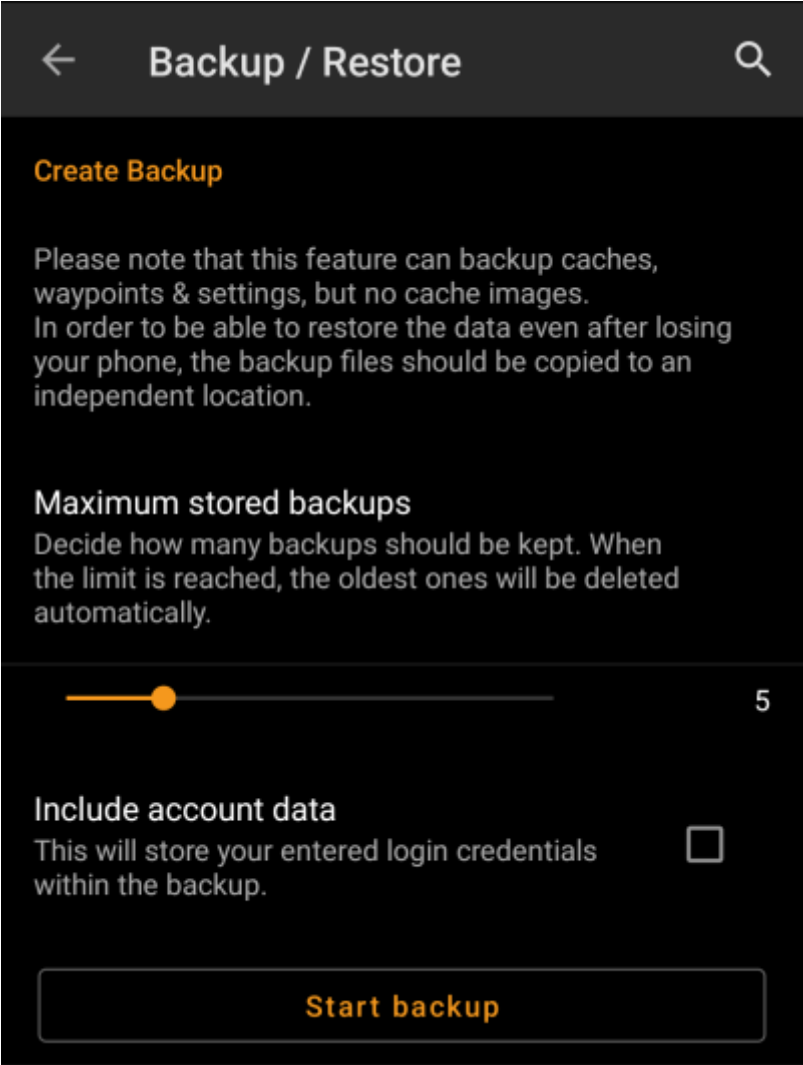 Backup / Restore
Create Backup
Please note that this feature can backup caches,
waypoints & settings, but no cache images.
In order to be able to restore the data even after losing
your phone, the backup files should be copied to an
independent location.
Maximum stored backups
Decide how many backups should be kept. When
the limit is reached, the oldest ones will be deleted
automatically.
5
Include account data
This will store your entered login credentials
within the backup.
Start backup